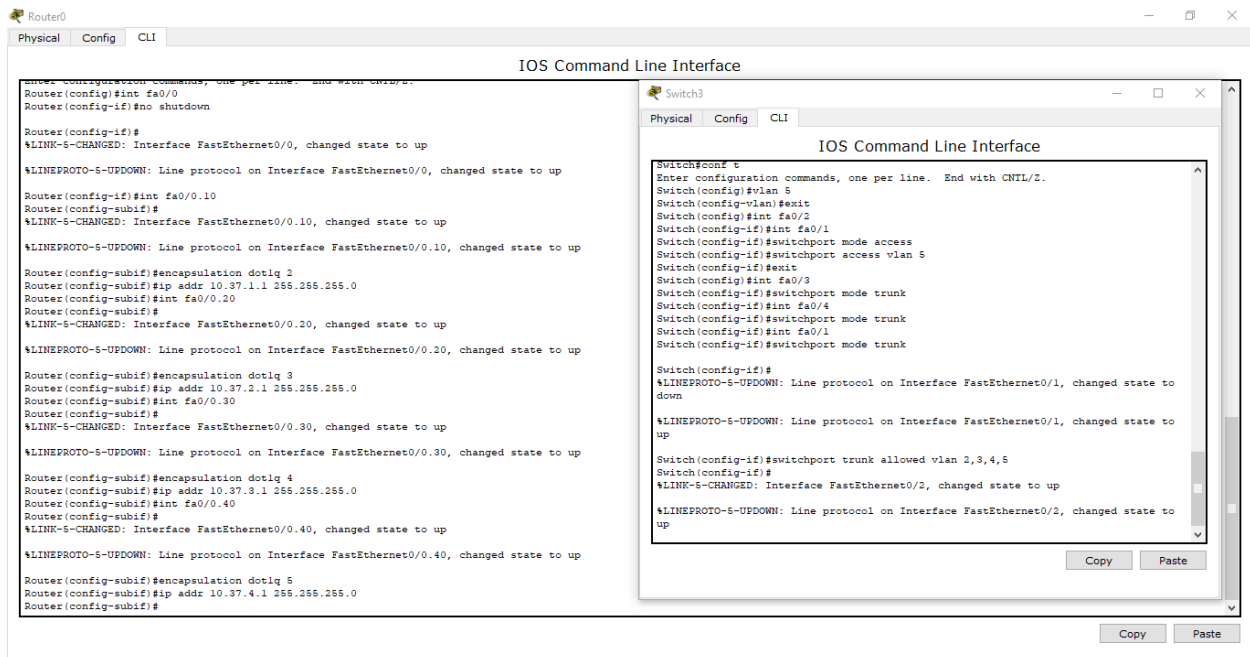 Router0
Physical Config CLI
IOS Command Line Interface
Enter configuration commands, one per line. End with CNTL/Z.
Router(config)#int fa0/0
Router(config-if)#no shutdown
Router(config-if)#
%LINK-5-CHANGED: Interface FastEthernet0/0, changed state to up
%LINEPROTO-5-UPDOWN: Line protocol on Interface FastEthernet0/0, changed state to up
Router(config-if)#int fa0/0.10
Router(config-subif)#
%LINK-5-CHANGED: Interface FastEthernet0/0.10, changed state to up
%LINEPROTO-5-UPDOWN: Line protocol on Interface FastEthernet0/0.10, changed state to up
Router(config-subif)#encapsulation dot1q 2
Router(config-subif)#ip addr 10.37.1.1 255.255.255.0
Router(config-subif)#int fa0/0.20
Router(config-subif)#
%LINK-5-CHANGED: Interface FastEthernet0/0.20, changed state to up
%LINEPROTO-5-UPDOWN: Line protocol on Interface FastEthernet0/0.20, changed state to up
Router(config-subif)#encapsulation dot1q 3
Router(config-subif)#ip addr 10.37.2.1 255.255.255.0
Router(config-subif)#int fa0/0.30
Router(config-subif)#
%LINK-5-CHANGED: Interface FastEthernet0/0.30, changed state to up
%LINEPROTO-5-UPDOWN: Line protocol on Interface FastEthernet0/0.30, changed state to up
Router(config-subif)#encapsulation dot1q 4
Router(config-subif)#ip addr 10.37.3.1 255.255.255.0
Router(config-subif)#int fa0/0.40
Router(config-subif)#
%LINK-5-CHANGED: Interface FastEthernet0/0.40, changed state to up
%LINEPROTO-5-UPDOWN: Line protocol on Interface FastEthernet0/0.40, changed state to up
Router(config-subif)#encapsulation dot1q 5
Router(config-subif)#ip addr 10.37.4.1 255.255.255.0
Router(config-subif)#
Copy Paste
Switch3
Physical Config CLI
IOS Command Line Interface
Switch#conf t
Enter configuration commands, one per line. End with CNTL/Z.
Switch(config)#vlan 5
Switch(config-vlan)#exit
Switch(config)#int fa0/2
Switch(config-if)#int fa0/1
Switch(config-if)#switchport mode access
Switch(config-if)#switchport access vlan 5
Switch(config-if)#exit
Switch(config)#int fa0/3
Switch(config-if)#switchport mode trunk
Switch(config-if)#int fa0/4
Switch(config-if)#switchport mode trunk
Switch(config-if)#int fa0/1
Switch(config-if)#switchport mode trunk
Switch(config-if)#
%LINEPROTO-5-UPDOWN: Line protocol on Interface FastEthernet0/1, changed state to
down
%LINEPROTO-5-UPDOWN: Line protocol on Interface FastEthernet0/1, changed state to
up
Switch(config-if)#switchport trunk allowed vlan 2,3,4,5
Switch(config-if)#
%LINK-5-CHANGED: Interface FastEthernet0/2, changed state to up
%LINEPROTO-5-UPDOWN: Line protocol on Interface FastEthernet0/2, changed state to
up
Copy Paste